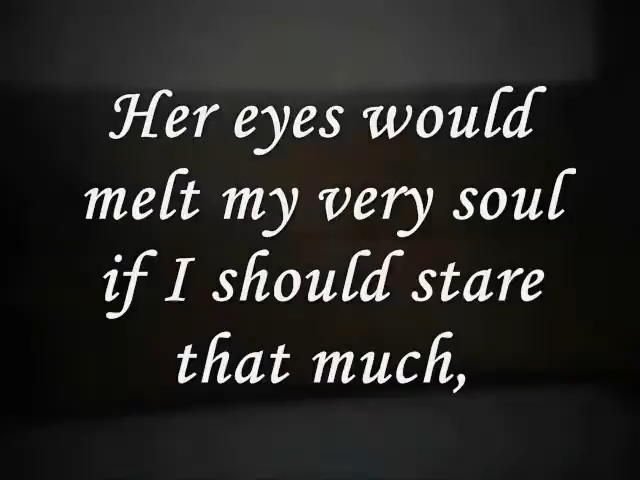 Her eyes would
melt my very soul
if I should stare
that much,